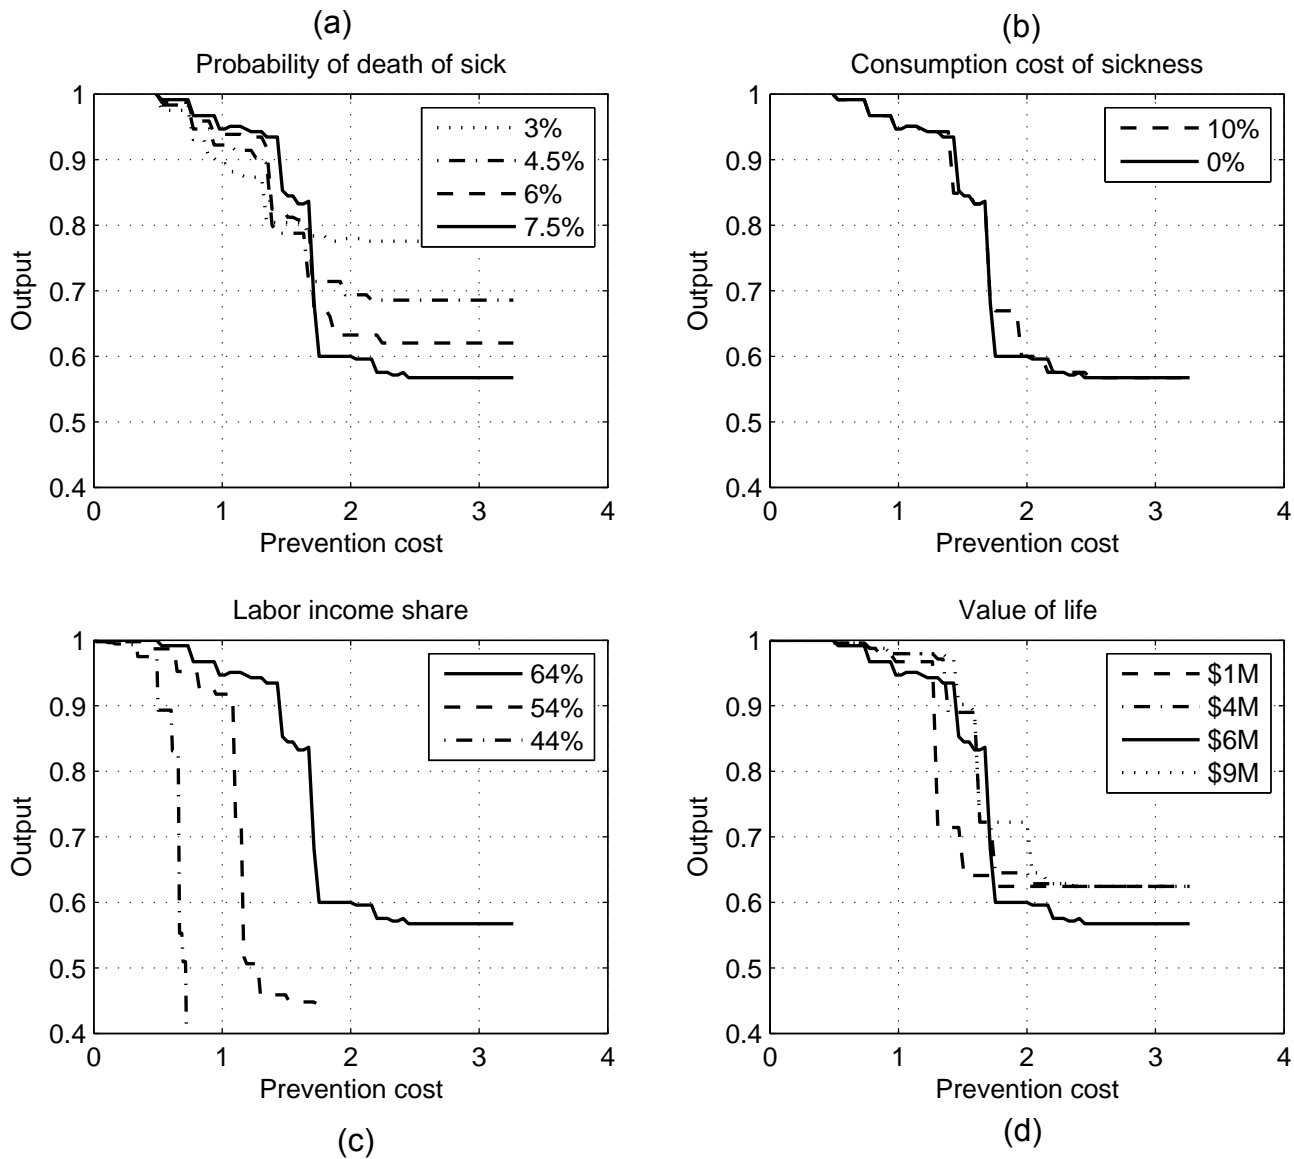 (a)
Probability of death of sick
1
0.9
0.8
0.7
0.6
0.5
0.4
0 1 2 3 4
Output
Prevention cost
3%
4.5%
6%
7.5%
(b)
Consumption cost of sickness
1
0.9
0.8
0.7
0.6
0.5
0.4
0 1 2 3 4
Output
Prevention cost
10%
0%
Labor income share
1
0.9
0.8
0.7
0.6
0.5
0.4
0 1 2 3 4
Output
Prevention cost
64%
54%
44%
(c)
Value of life
1
0.9
0.8
0.7
0.6
0.5
0.4
0 1 2 3 4
Output
Prevention cost
$1M
$4M
$6M
$9M
(d)